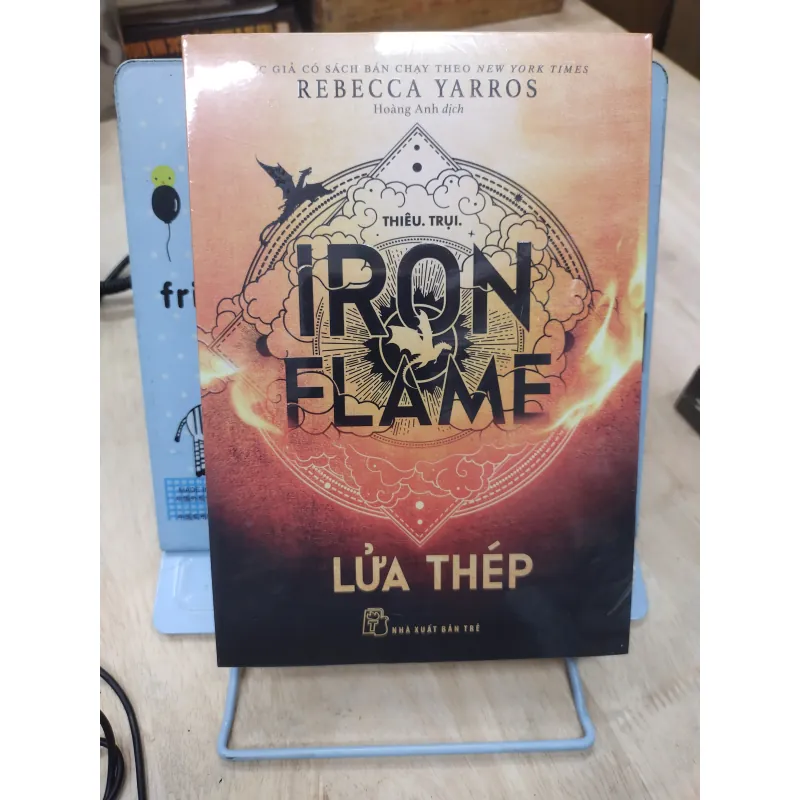 GIẢ CÓ SÁCH BÁN CHẠY THEO NEW YORK TIMES
REBECCA YARROS
Hoàng Anh dịch
THIÊU. TRỤI.
IRON
FLAME
LỬA THÉP
NHÀ XUẤT BẢN TRẺ
fri